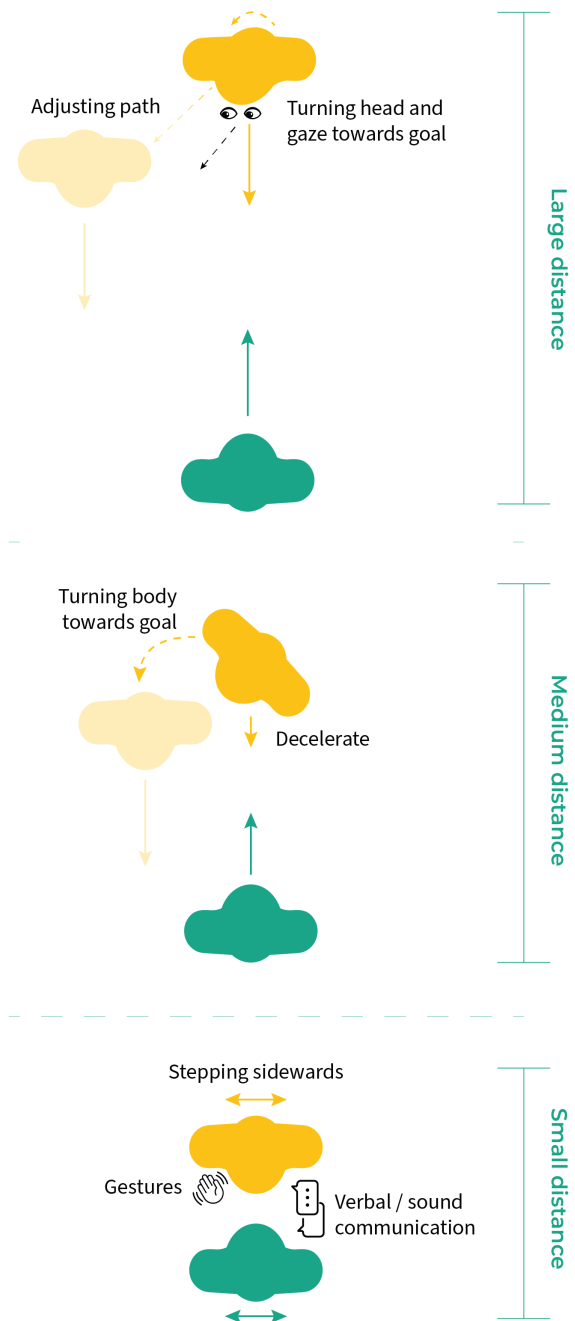 Adjusting path
Turning head and
gaze towards goal
Large distance
Turning body
towards goal
Decelerate
Medium distance
Stepping sidewards
Gestures
Verbal / sound
communication
Small distance